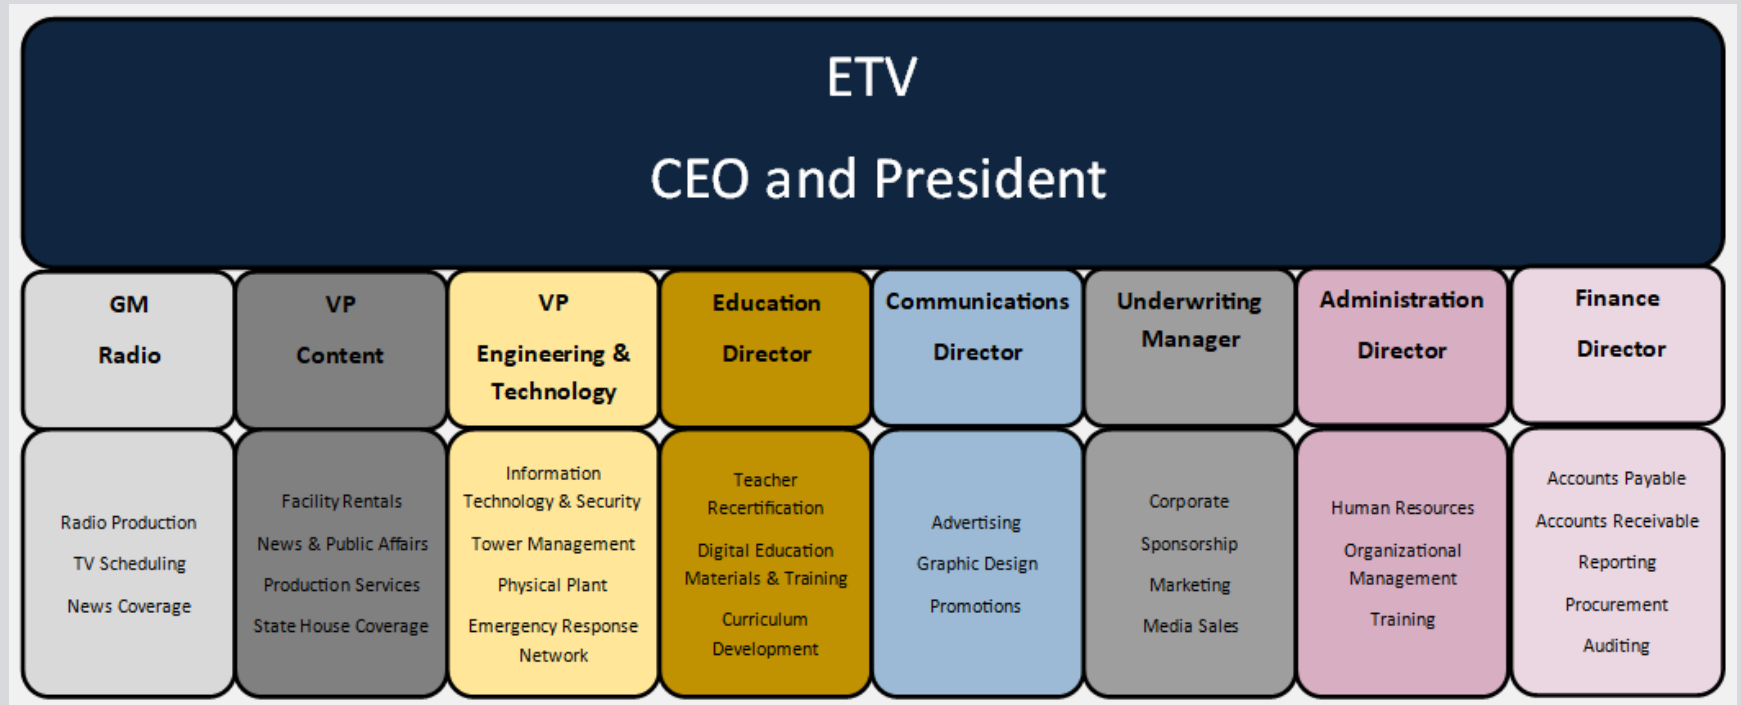 ETV
CEO and President
GM
Radio
VP
Content
VP
Engineering &
Technology
Education
Director
Communications
Director
Underwriting
Manager
Administration
Director
Finance
Director
Radio Production
TV Scheduling
News Coverage
Facility Rentals
News & Public Affairs
Production Services
State House Coverage
Information
Technology & Security
Tower Management
Physical Plant
Emergency Response
Network
Teacher
Recertification
Digital Education
Materials & Training
Curriculum
Development
Advertising
Graphic Design
Promotions
Corporate
Sponsorship
Marketing
Media Sales
Human Resources
Organizational
Management
Training
Accounts Payable
Accounts Receivable
Reporting
Procurement
Auditing